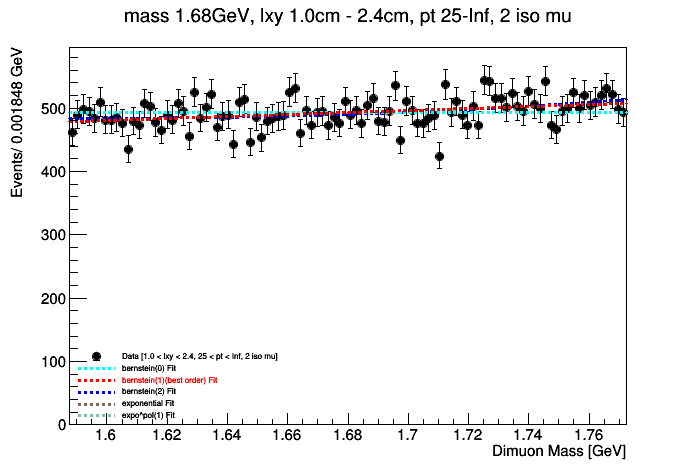 mass 1.68GeV, lxy 1.0cm - 2.4cm, pt 25-Inf, 2 iso mu
Events/ 0.001848 GeV
500
400
300
200
100
0
Data [1.0 < lxy < 2.4, 25 < pt < Inf, 2 iso mu]
bernstein(0) Fit
bernstein(1)(best order) Fit
bernstein(2) Fit
exponential Fit
expo*pol(1) Fit
1.6 1.62 1.64 1.66 1.68 1.7 1.72 1.74 1.76
Dimuon Mass [GeV]